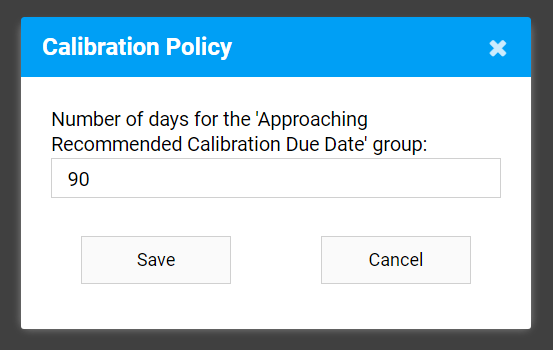 Calibration Policy
Number of days for the 'Approaching
Recommended Calibration Due Date' group:
90
Save
Cancel